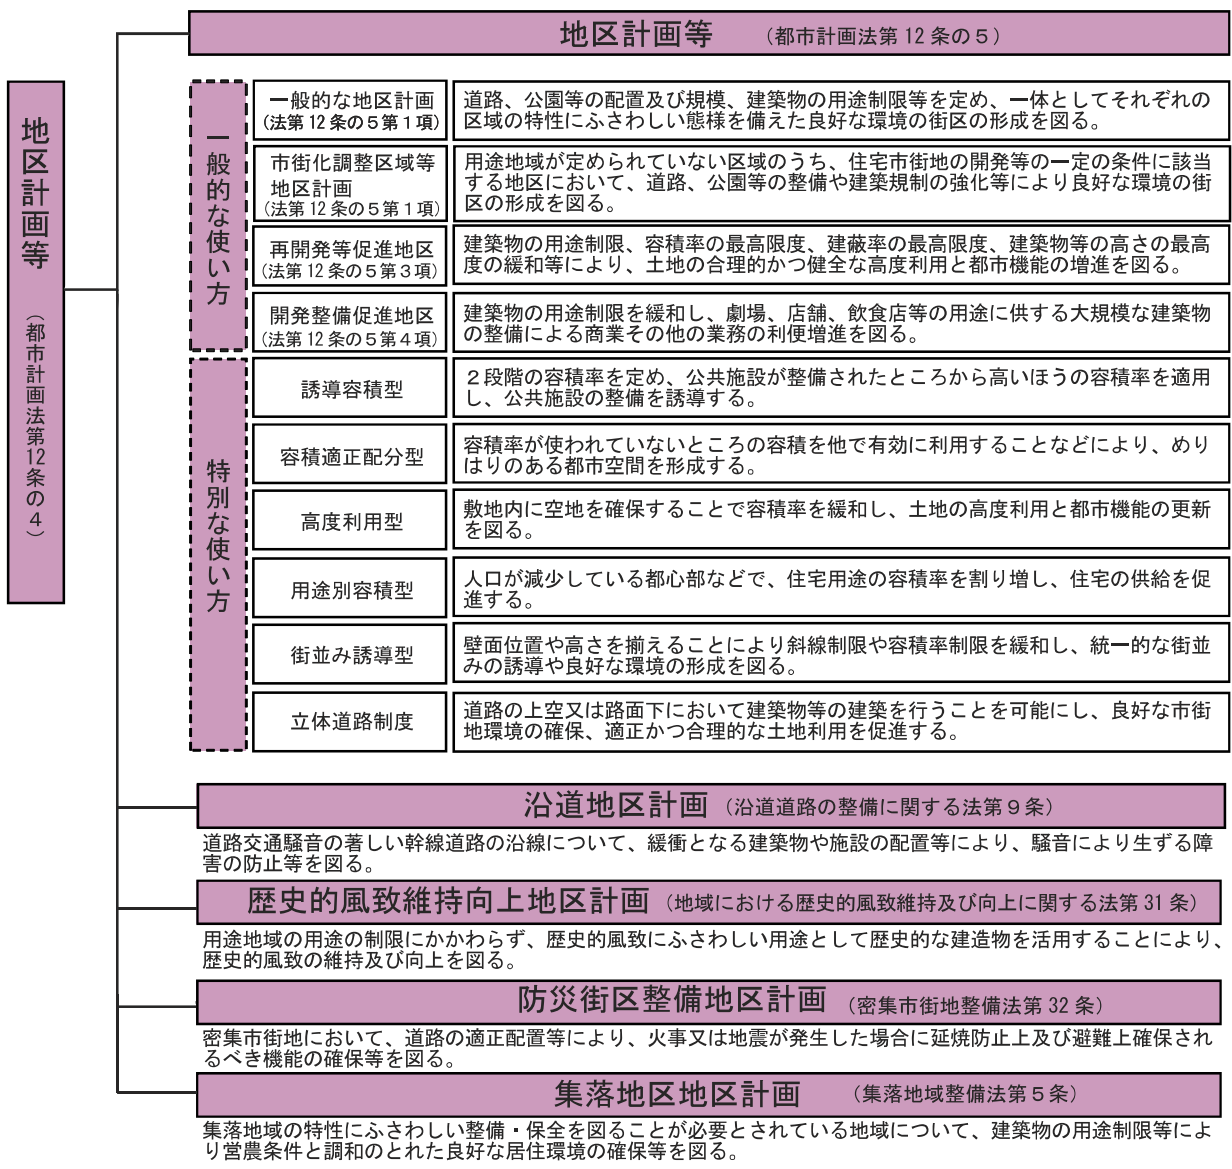 地区計画等 (都市計画法第12条の4)
地区計画等 (都市計画法第12条の5)
一般的な使い方
一般的な地区計画
(法第12条の5第1項)
道路、公園等の配置及び規模、建築物の用途制限等を定め、一体としてそれぞれの
区域の特性にふさわしい態様を備えた良好な環境の街区の形成を図る。
市街化調整区域等
地区計画
(法第12条の5第1項)
用途地域が定められていない区域のうち、住宅市街地の開発等の一定の条件に該当
する地区において、道路、公園等の整備や建築規制の強化等により良好な環境の街
区の形成を図る。
再開発等促進地区
(法第12条の5第3項)
建築物の用途制限、容積率の最高限度、建蔽率の最高限度、建築物等の高さの最高
度の緩和等により、土地の合理的かつ健全な高度利用と都市機能の増進を図る。
開発整備促進地区
(法第12条の5第4項)
建築物の用途制限を緩和し、劇場、店舗、飲食店等の用途に供する大規模な建築物
の整備による商業その他の業務の利便増進を図る。
特別な使い方
誘導容積型
2段階の容積率を定め、公共施設が整備されたところから高いほうの容積率を適用
し、公共施設の整備を誘導する。
容積適正配分型
容積率が使われていないところの容積を他で有効に利用することなどにより、めり
はりのある都市空間を形成する。
高度利用型
敷地内に空地を確保することで容積率を緩和し、土地の高度利用と都市機能の更新
を図る。
用途別容積型
人口が減少している都心部などで、住宅用途の容積率を割り増し、住宅の供給を促
進する。
街並み誘導型
壁面位置や高さを揃えることにより斜線制限や容積率制限を緩和し、統一的な街並
みの誘導や良好な環境の形成を図る。
立体道路制度
道路の上空又は路面下において建築物等の建築を行うことを可能にし、良好な市街
地環境の確保、適正かつ合理的な土地利用を促進する。
沿道地区計画 (沿道道路の整備に関する法第9条)
道路交通騒音の著しい幹線道路の沿線について、緩衝となる建築物や施設の配置等により、騒音により生ずる障
害の防止等を図る。
歴史的風致維持向上地区計画 (地域における歴史的風致維持及び向上に関する法第31条)
用途地域の用途の制限にかかわらず、歴史的風致にふさわしい用途として歴史的な建造物を活用することにより、
歴史的風致の維持及び向上を図る。
防災街区整備地区計画 (密集市街地整備法第32条)
密集市街地において、道路の適正配置等により、火事又は地震が発生した場合に延焼防止上及び避難上確保され
るべき機能の確保等を図る。
集落地区地区計画 (集落地域整備法第5条)
集落地域の特性にふさわしい整備・保全を図ることが必要とされている地域について、建築物の用途制限等によ
り営農条件と調和のとれた良好な居住環境の確保等を図る。